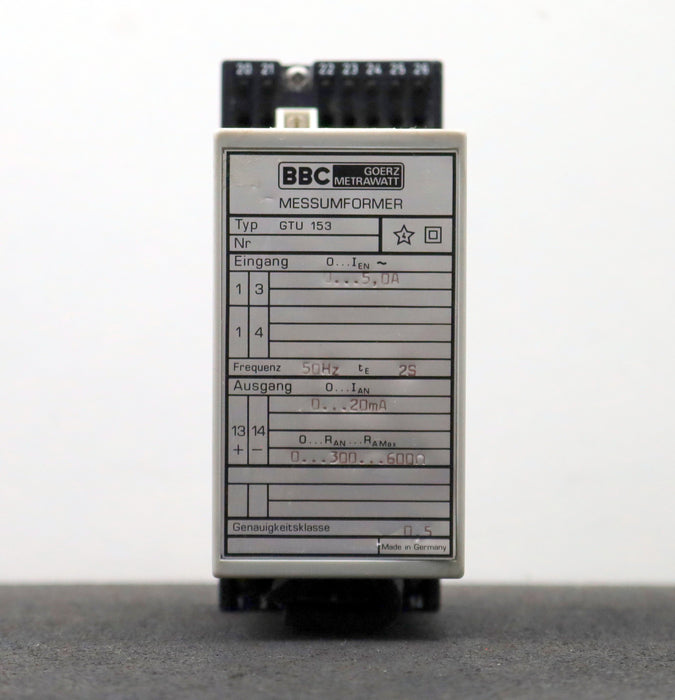 20 21 22 23 24 25 26
BBC GOERZ METRAWATT
MESSUMFORMER
Typ GTU 153
Nr
Eingang 0...IEN ~
0...5,0A
1 3
1 4
Frequenz 50Hz tE 2S
Ausgang 0...IAN
0...20mA
13 14
0...RAN...RAMax
+ -
0...300...600Ω
Genauigkeitsklasse 0,5
Made in Germany
14